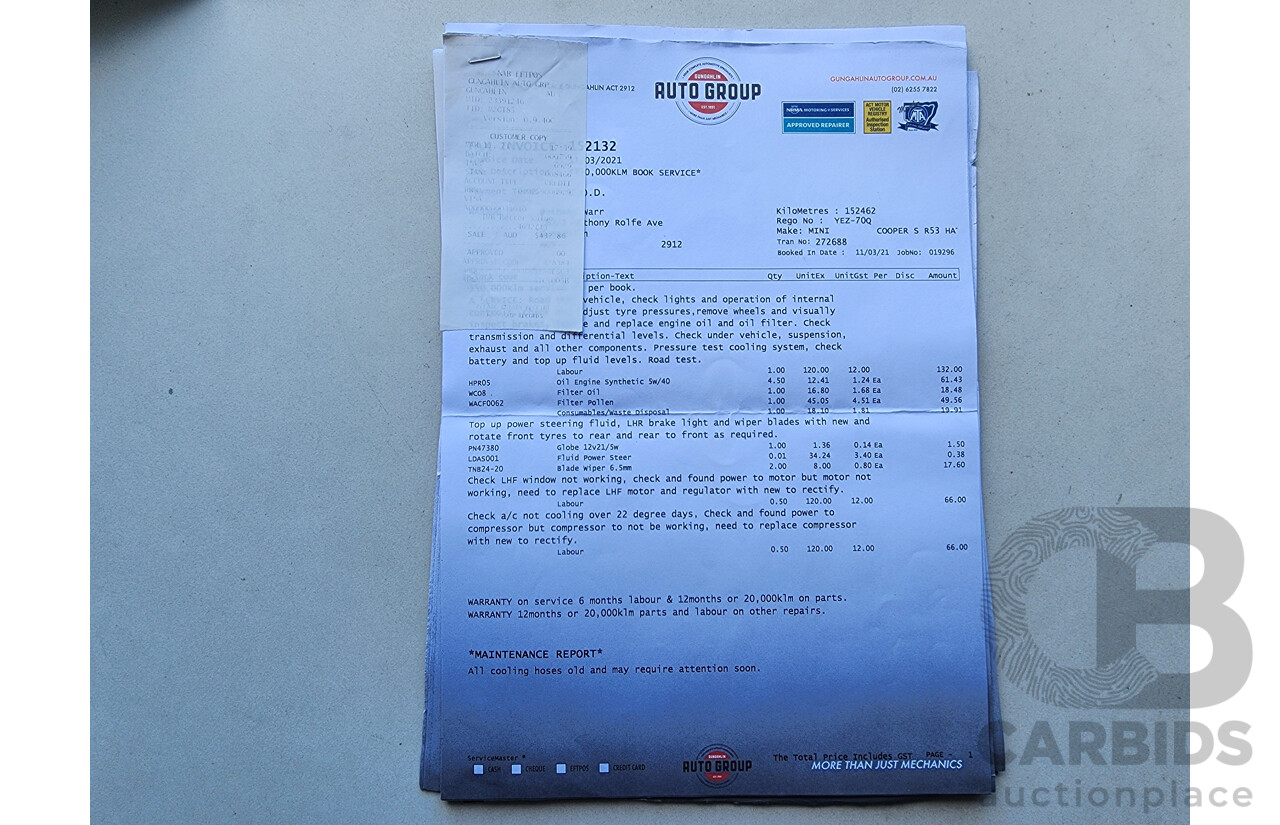 GUNGAHLIN
AUTO GROUP
EST. 1981
AHLIN ACT 2912
GUNGAHLINAUTOGROUP.COM.AU
(02) 6255 7822
NRMA MOTORING + SERVICES
APPROVED REPAIRER
ACT MOTOR
VEHICLE
REGISTRY
Authorised
Inspection
Station
CUSTOMER COPY
2132
03/2021
0,000KLM BOOK SERVICE*
.D.
warr
thony Rolfe Ave
n
2912
KiloMetres : 152462
Rego No : YEZ-70Q
Make: MINI COOPER S R53 HA
Tran No: 272688
Booked In Date : 11/03/21 JobNo: 019296
iption-Text Qty UnitEx UnitGst Per Disc Amount
per book.
vehicle, check lights and operation of internal
djust tyre pressures,remove wheels and visually
e and replace engine oil and oil filter. Check
transmission and differential levels. Check under vehicle, suspension,
exhaust and all other components. Pressure test cooling system, check
battery and top up fluid levels. Road test.
Labour 1.00 120.00 12.00 132.00
HPR05 Oil Engine Synthetic 5w/40 4.50 12.41 1.24 Ea 61.43
WCO8 Filter Oil 1.00 16.80 1.68 Ea 18.48
WACF0062 Filter Pollen 1.00 45.05 4.51 Ea 49.56
Consumables/Waste Disposal 1.00 18.10 1.81 19.91
Top up power steering fluid, LHR brake light and wiper blades with new and
rotate front tyres to rear and rear to front as required.
PN47380 Globe 12v21/5w 1.00 1.36 0.14 Ea 1.50
LDAS001 Fluid Power Steer 0.01 34.24 3.40 Ea 0.38
TNB24-20 Blade Wiper 6.5mm 2.00 8.00 0.80 Ea 17.60
Check LHF window not working, check and found power to motor but motor not
working, need to replace LHF motor and regulator with new to rectify.
Labour 0.50 120.00 12.00 66.00
Check a/c not cooling over 22 degree days, Check and found power to
compressor but compressor to not be working, need to replace compressor
with new to rectify.
Labour 0.50 120.00 12.00 66.00
WARRANTY on service 6 months labour & 12months or 20,000klm on parts.
WARRANTY 12months or 20,000klm parts and labour on other repairs.
*MAINTENANCE REPORT*
All cooling hoses old and may require attention soon.
ServiceMaster *
CASH CHEQUE EFTPOS CREDIT CARD
GUNGAHLIN
AUTO GROUP
The Total Price Includes GST PAGE - 1
MORE THAN JUST MECHANICS
CB
CARBIDS
auctionplace